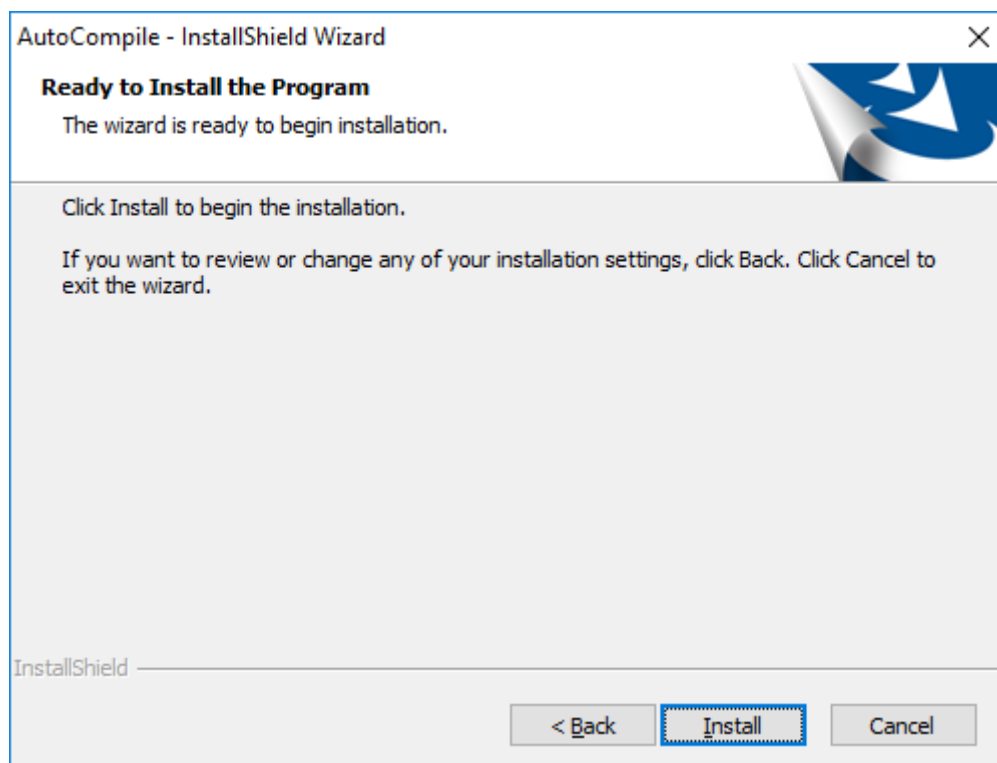 AutoCompile - InstallShield Wizard
Ready to Install the Program
The wizard is ready to begin installation.
Click Install to begin the installation.
If you want to review or change any of your installation settings, click Back. Click Cancel to
exit the wizard.
InstallShield
< Back
Install
Cancel